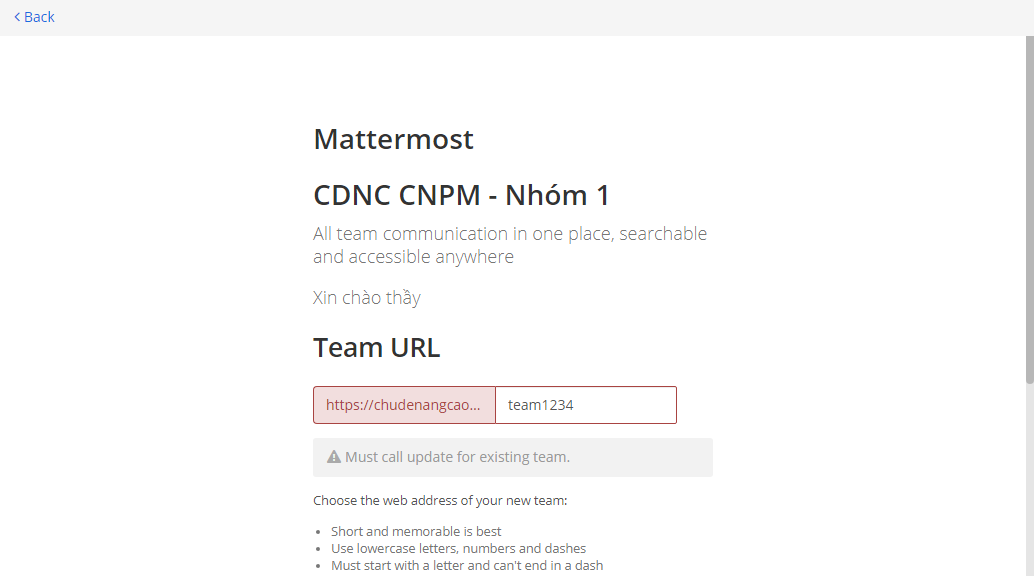 Back
Mattermost
CDNC CNPM - Nhóm 1
All team communication in one place, searchable
and accessible anywhere
Xin chào thầy
Team URL
https://chudenangcao... team1234
Must call update for existing team.
Choose the web address of your new team:
Short and memorable is best
Use lowercase letters, numbers and dashes
Must start with a letter and can't end in a dash